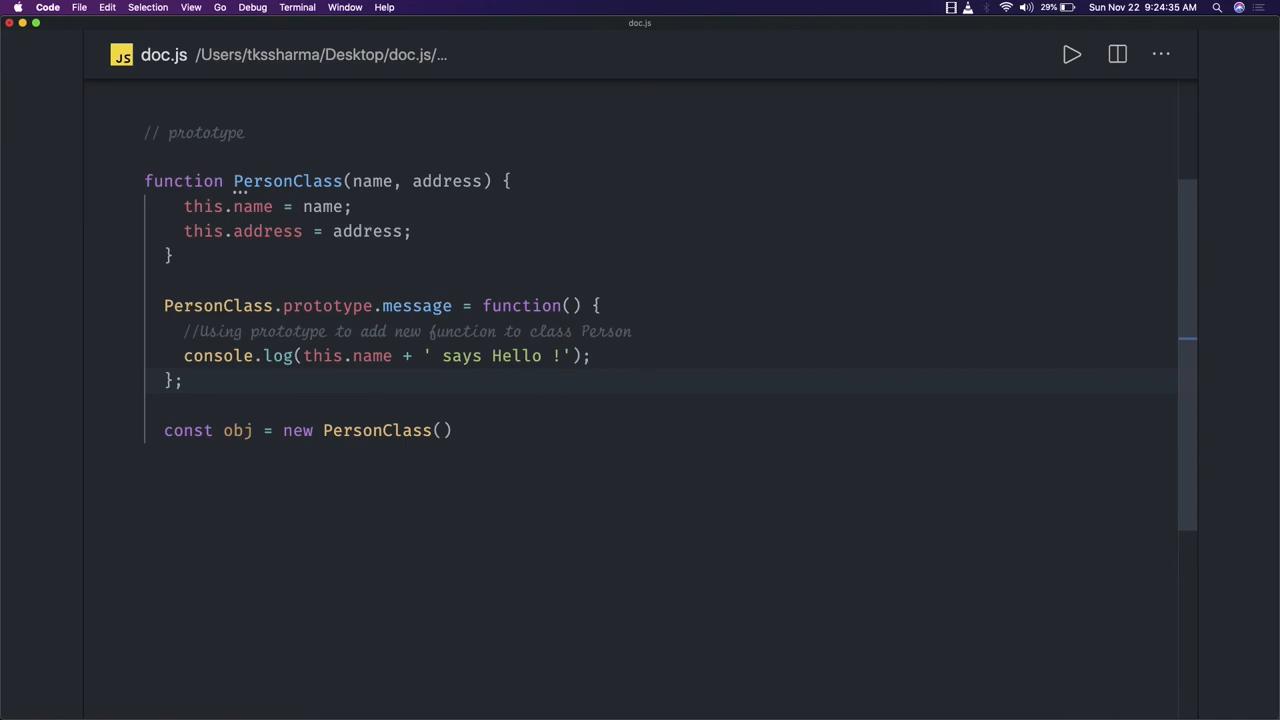 Code File Edit Selection View Go Debug Terminal Window Help 29% Sun Nov 22 9:24:35 AM
doc.js
JS doc.js /Users/tkssharma/Desktop/doc.js/...
// prototype
function PersonClass(name, address) {
this.name = name;
this.address = address;
}
PersonClass.prototype.message = function() {
//Using prototype to add new function to class Person
console.log(this.name + ' says Hello !');
};
const obj = new PersonClass()